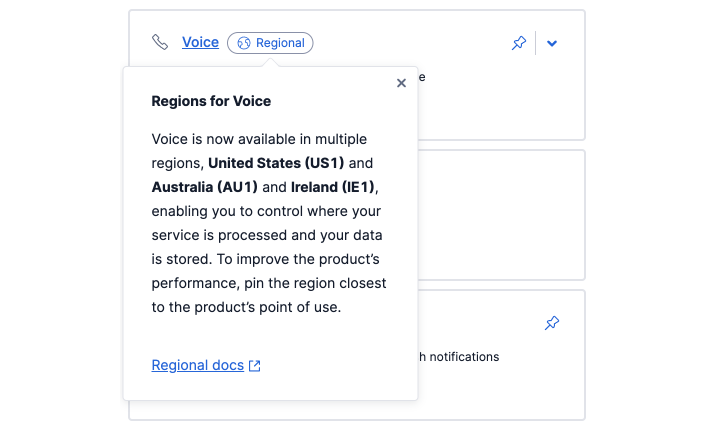 Voice Regional
Regions for Voice
Voice is now available in multiple
regions, United States (US1) and
Australia (AU1) and Ireland (IE1),
enabling you to control where your
service is processed and your data
is stored. To improve the product’s
performance, pin the region closest
to the product’s point of use.
Regional docs
notifications